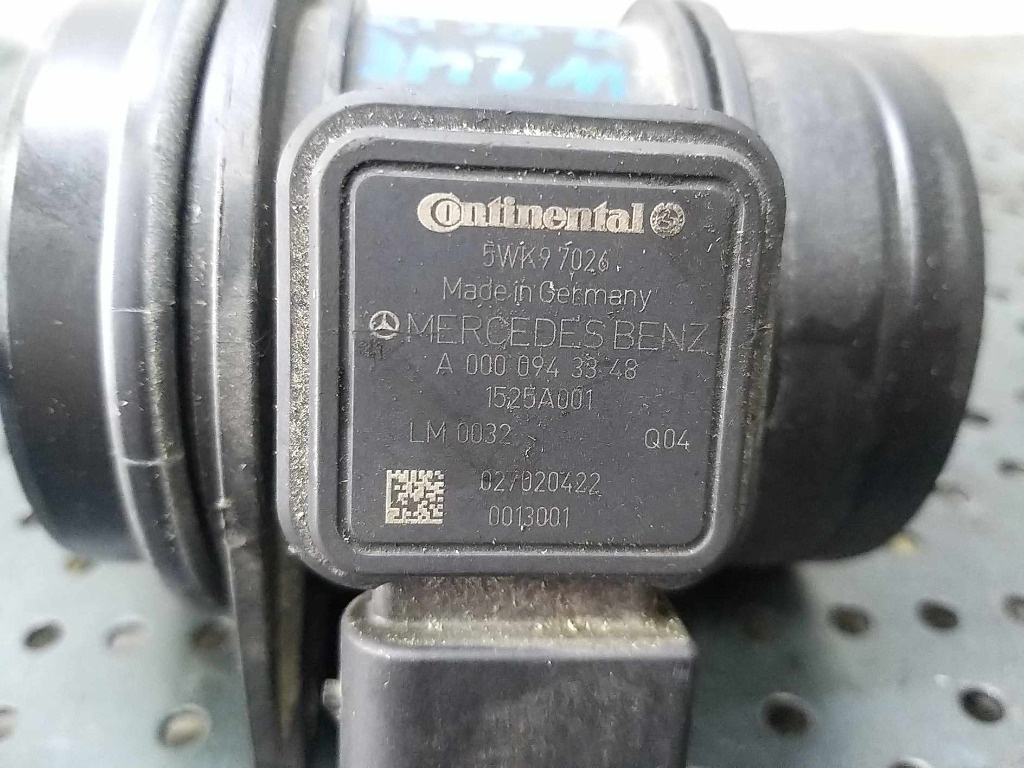 Continental
5WK9 7026
Made in Germany
MERCEDES BENZ
A 000 094 33 48
1525A001
LM 0032 Q04
027020422
0013001